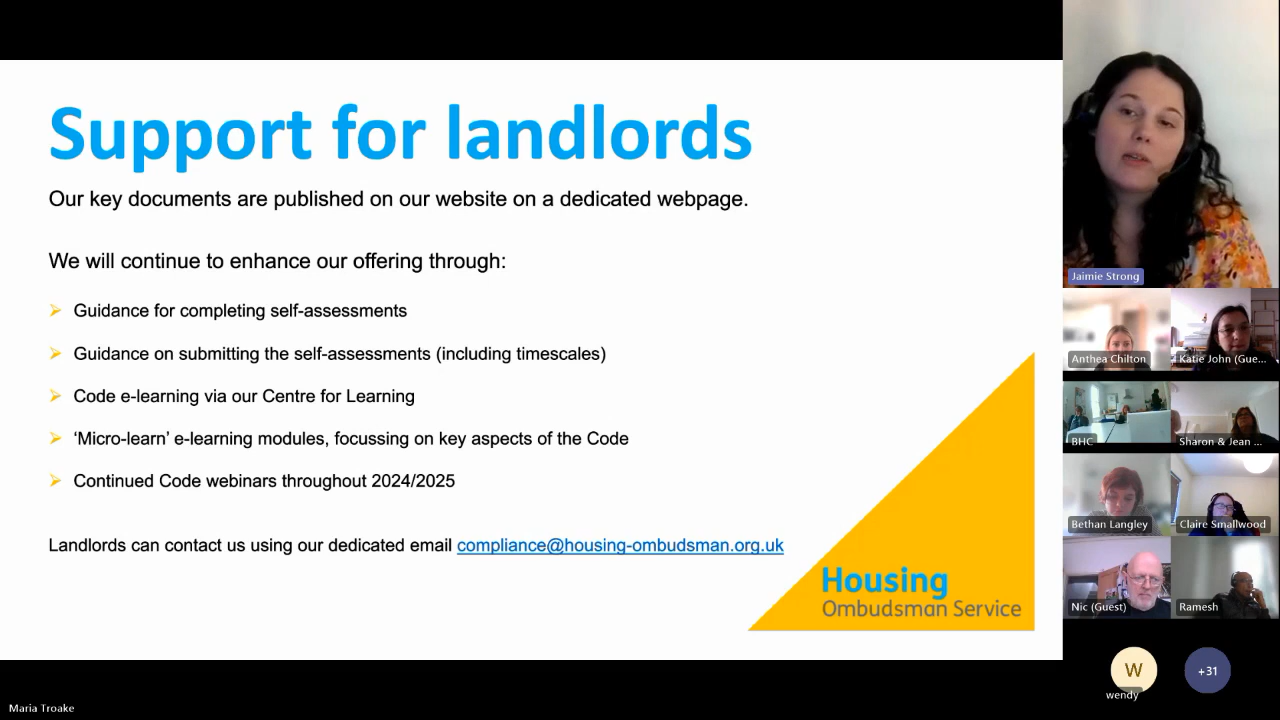 Support for landlords
Our key documents are published on our website on a dedicated webpage.
We will continue to enhance our offering through:
Guidance for completing self-assessments
Guidance on submitting the self-assessments (including timescales)
Code e-learning via our Centre for Learning
‘Micro-learn’ e-learning modules, focussing on key aspects of the Code
Continued Code webinars throughout 2024/2025
Landlords can contact us using our dedicated email compliance@housing-ombudsman.org.uk
Housing
Ombudsman Service
Jaimie Strong
Anthea Chilton
Katie John (Gue...
BHC
Sharon & Jean ...
Bethan Langley
Claire Smallwood
Nic (Guest)
Ramesh
W
wendy
+31
Maria Troake